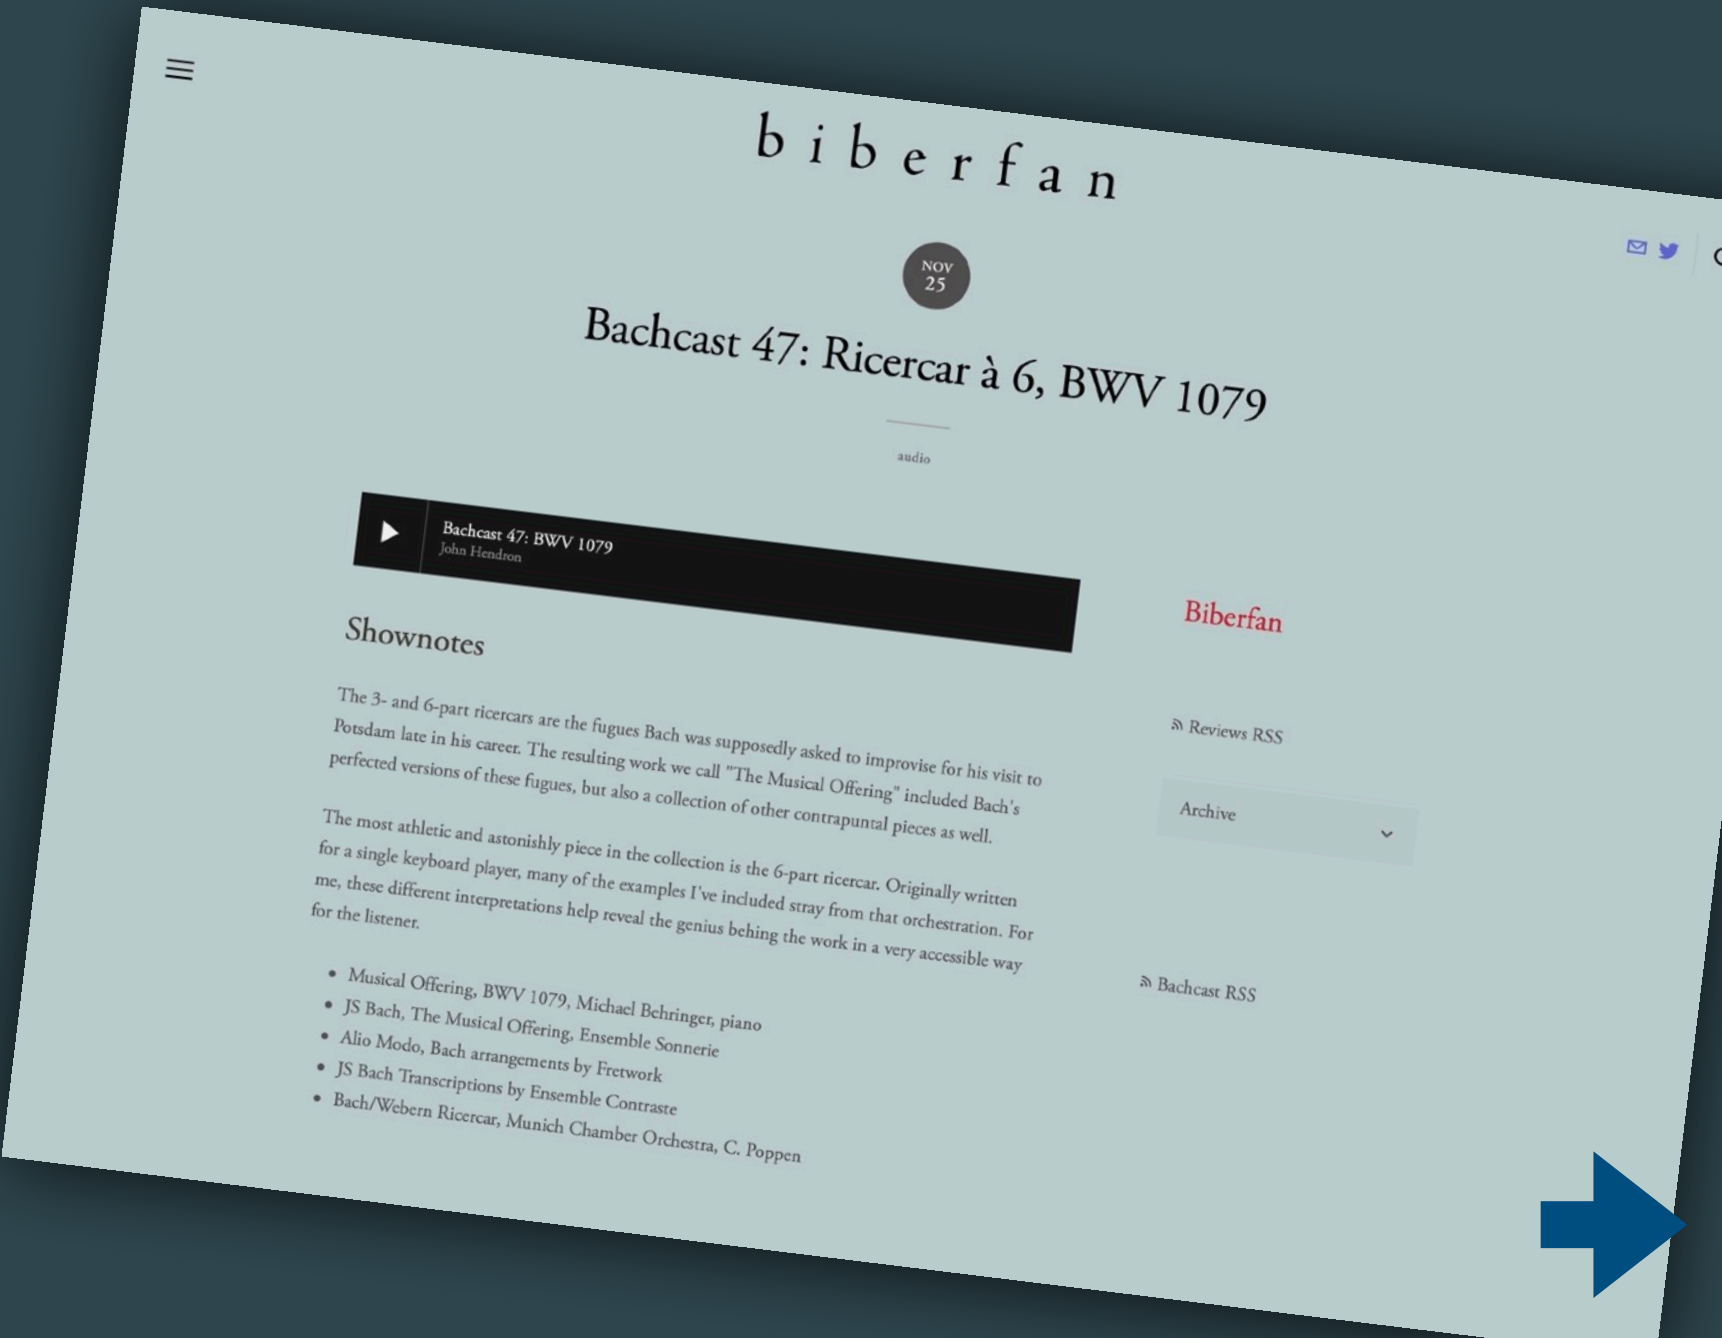 biberfan
NOV
25
Bachcast 47: Ricercar à 6, BWV 1079
audio
Bachcast 47: BWV 1079
John Hendron
Biberfan
Shownotes
The 3- and 6-part ricercars are the fugues Bach was supposedly asked to improvise for his visit to
Potsdam late in his career. The resulting work we call "The Musical Offering" included Bach's
perfected versions of these fugues, but also a collection of other contrapuntal pieces as well.
The most athletic and astonishly piece in the collection is the 6-part ricercar. Originally written
for a single keyboard player, many of the examples I've included stray from that orchestration. For
me, these different interpretations help reveal the genius behing the work in a very accessible way
for the listener.
Musical Offering, BWV 1079, Michael Behringer, piano
JS Bach, The Musical Offering, Ensemble Sonnerie
Alio Modo, Bach arrangements by Fretwork
JS Bach Transcriptions by Ensemble Contraste
Bach/Webern Ricercar, Munich Chamber Orchestra, C. Poppen
Reviews RSS
Archive
Bachcast RSS